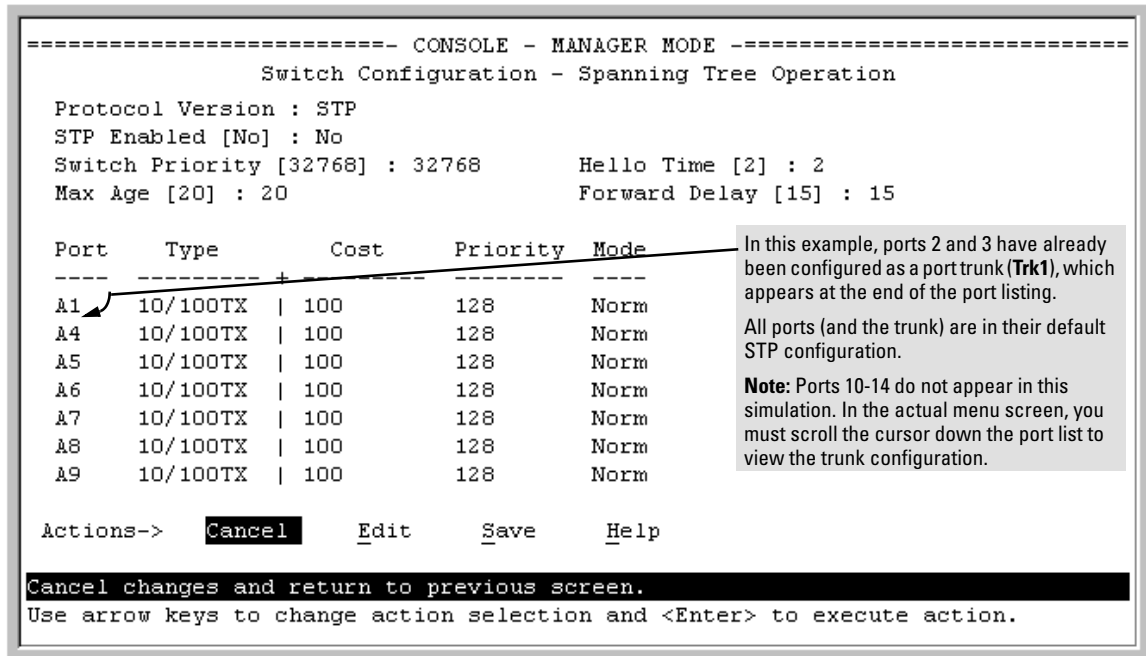 ===========================- CONSOLE - MANAGER MODE -============================
Switch Configuration - Spanning Tree Operation
Protocol Version : STP
STP Enabled [No] : No
Switch Priority [32768] : 32768 Hello Time [2] : 2
Max Age [20] : 20 Forward Delay [15] : 15
Port Type Cost Priority Mode
---- --------- + --------- -------- ----
A1 10/100TX | 100 128 Norm
A4 10/100TX | 100 128 Norm
A5 10/100TX | 100 128 Norm
A6 10/100TX | 100 128 Norm
A7 10/100TX | 100 128 Norm
A8 10/100TX | 100 128 Norm
A9 10/100TX | 100 128 Norm
In this example, ports 2 and 3 have already
been configured as a port trunk (Trk1), which
appears at the end of the port listing.
All ports (and the trunk) are in their default
STP configuration.
Note: Ports 10-14 do not appear in this
simulation. In the actual menu screen, you
must scroll the cursor down the port list to
view the trunk configuration.
Actions-> Cancel Edit Save Help
Cancel changes and return to previous screen.
Use arrow keys to change action selection and <Enter> to execute action.